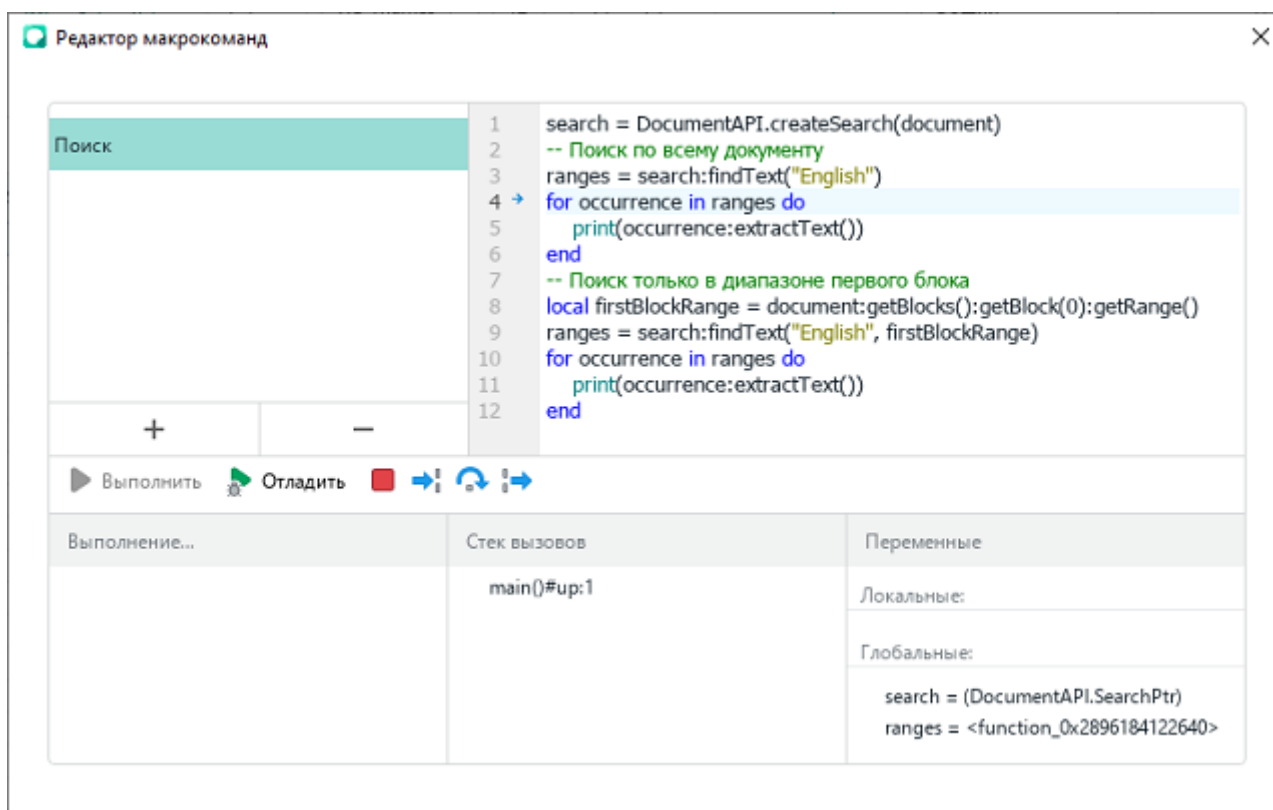 Редактор макрокоманд
Поиск
1 search = DocumentAPI.createSearch(document)
2 -- Поиск по всему документу
3 ranges = search:findText("English")
4 for occurrence in ranges do
5 print(occurrence:extractText())
6 end
7 -- Поиск только в диапазоне первого блока
8 local firstBlockRange = document:getBlocks():getBlock(0):getRange()
9 ranges = search:findText("English", firstBlockRange)
10 for occurrence in ranges do
11 print(occurrence:extractText())
12 end
Выполнить Отладить
Выполнение...
Стек вызовов
main()#up:1
Переменные
Локальные:
Глобальные:
search = (DocumentAPI.SearchPtr)
ranges = <function_0x2896184122640>